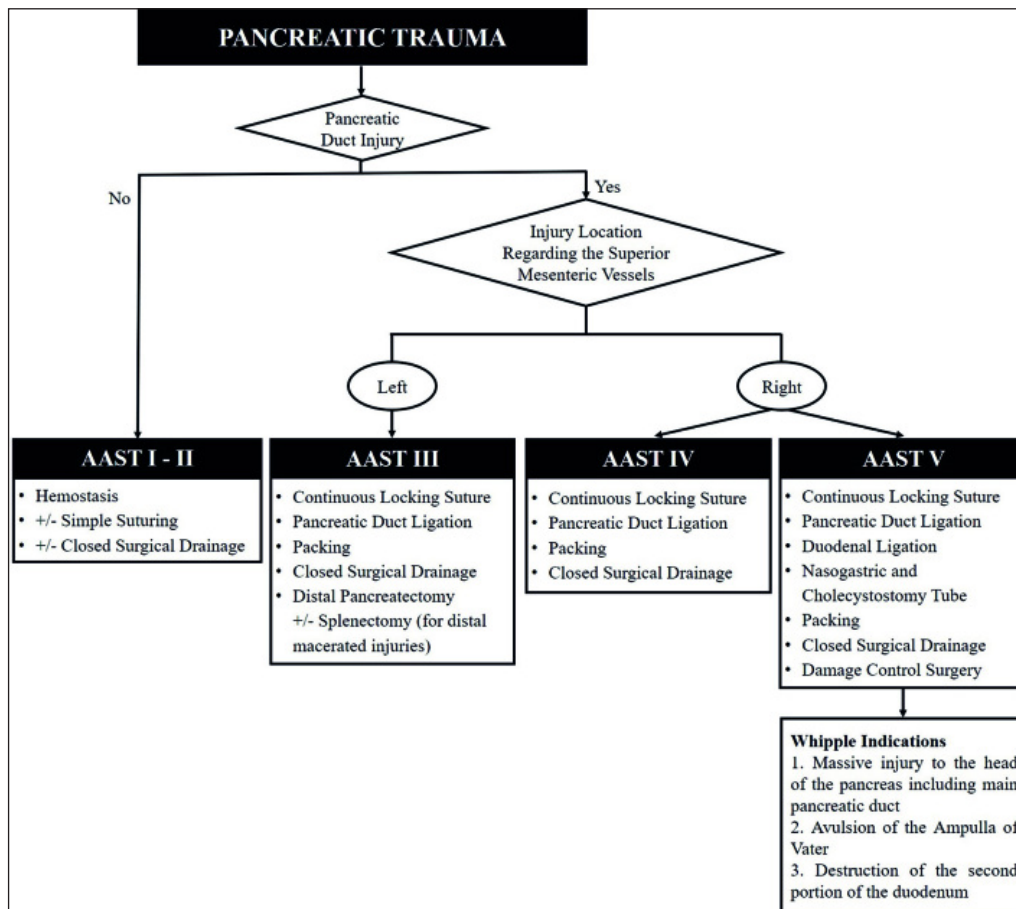 PANCREATIC TRAUMA
Pancreatic
Duct Injury
No
Yes
Injury Location
Regarding the Superior
Mesenteric Vessels
Left
Right
AAST I - II
• Hemostasis
• +/- Simple Suturing
• +/- Closed Surgical Drainage
AAST III
• Continuous Locking Suture
• Pancreatic Duct Ligation
• Packing
• Closed Surgical Drainage
• Distal Pancreatectomy
+/- Splenectomy (for distal
macerated injuries)
AAST IV
• Continuous Locking Suture
• Pancreatic Duct Ligation
• Packing
• Closed Surgical Drainage
AAST V
• Continuous Locking Suture
• Pancreatic Duct Ligation
• Duodenal Ligation
• Nasogastric and
Cholecystostomy Tube
• Packing
• Closed Surgical Drainage
• Damage Control Surgery
Whipple Indications
1. Massive injury to the head
of the pancreas including main
pancreatic duct
2. Avulsion of the Ampulla of
Vater
3. Destruction of the second
portion of the duodenum